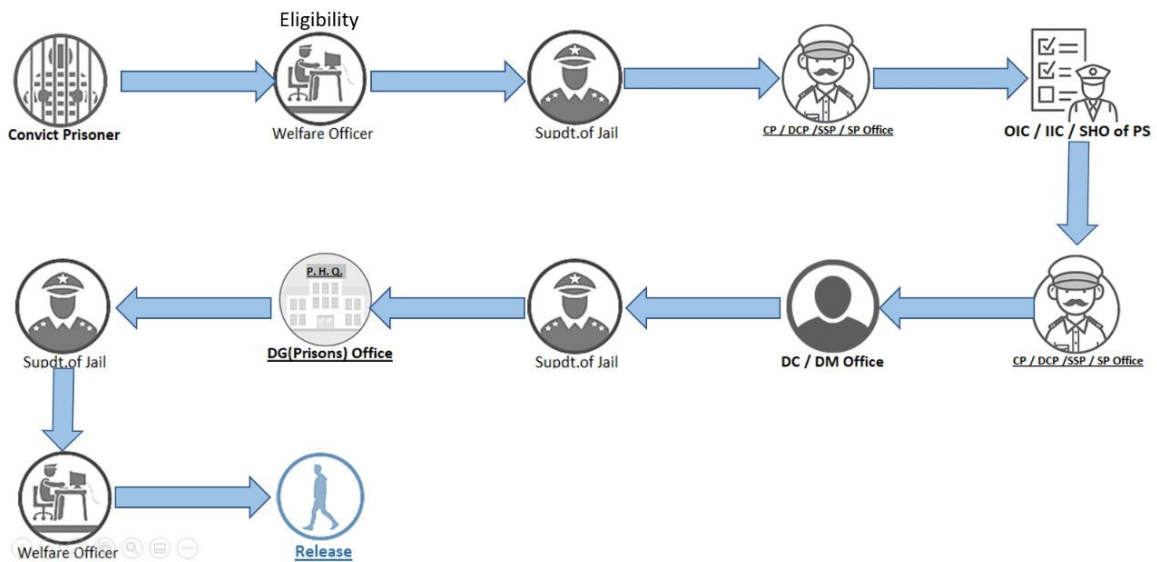 Eligibility
Convict Prisoner
Welfare Officer
Supdt.of Jail
CP / DCP /SSP / SP Office
OIC / IIC / SHO of PS
P. H. Q.
Supdt.of Jail
DG(Prisons) Office
Supdt.of Jail
DC / DM Office
CP / DCP /SSP / SP Office
Welfare Officer
Release